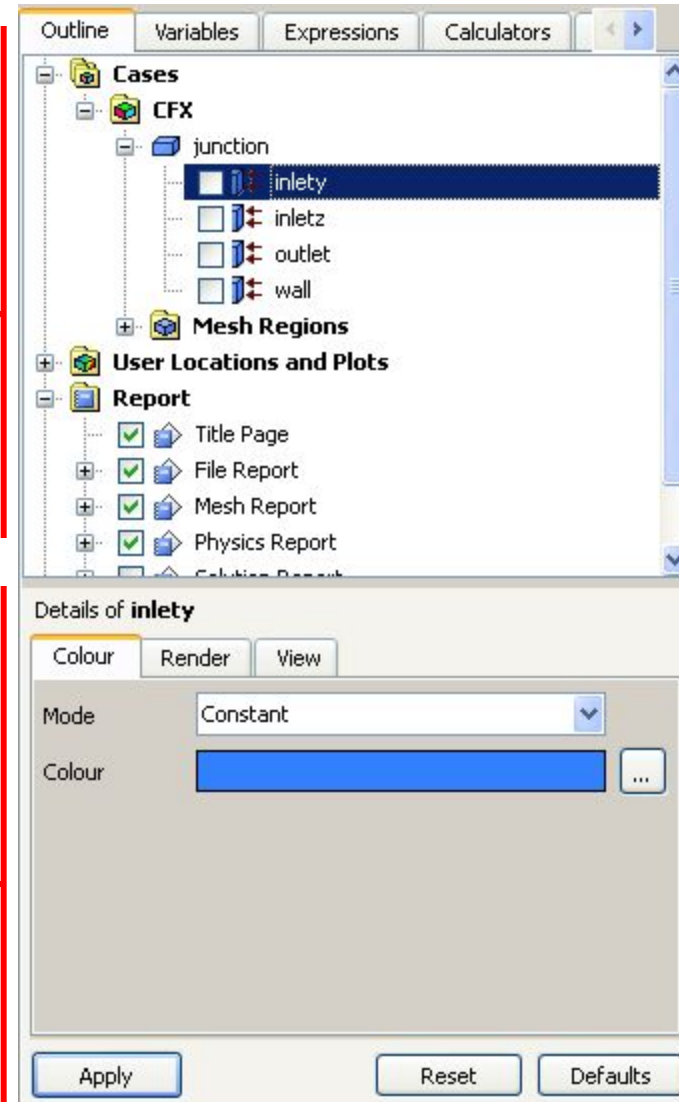 Outline Variables Expressions Calculators
Cases
CFX
junction
inlety
inletz
outlet
wall
Mesh Regions
User Locations and Plots
Report
Title Page
File Report
Mesh Report
Physics Report
Solution Report
Details of inlety
Colour Render View
Mode Constant
Colour ...
Apply Reset Defaults